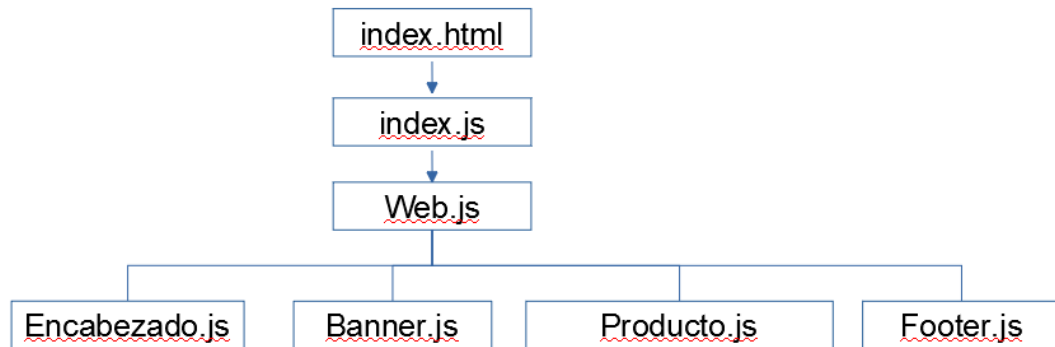 index.html
index.js
Web.js
Encabezado.js
Banner.js
Producto.js
Footer.js